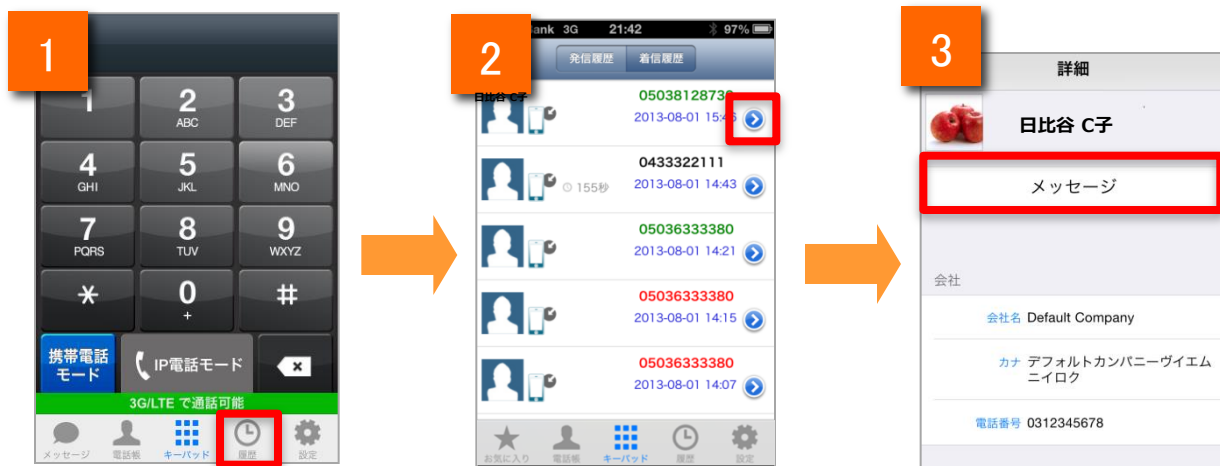 1
1
2
ABC
3
DEF
4
GHI
5
JKL
6
MNO
7
PQRS
8
TUV
9
WXYZ
＊
0
+
#
携帯電話
モード
IP電話モード
3G/LTE で通話可能
メッセージ
電話帳
キーパッド
履歴
設定
2
ank 3G 21:42 97%
発信履歴 着信履歴
日比谷 C子
0503812873
2013-08-01 15:46
0433322111
155秒 2013-08-01 14:43
05036333380
2013-08-01 14:21
05036333380
2013-08-01 14:15
05036333380
2013-08-01 14:07
お気に入り
電話帳
キーパッド
履歴
設定
3
詳細
日比谷 C子
メッセージ
会社
会社名 Default Company
カナ デフォルトカンパニーヴイエム
ニイロク
電話番号 0312345678